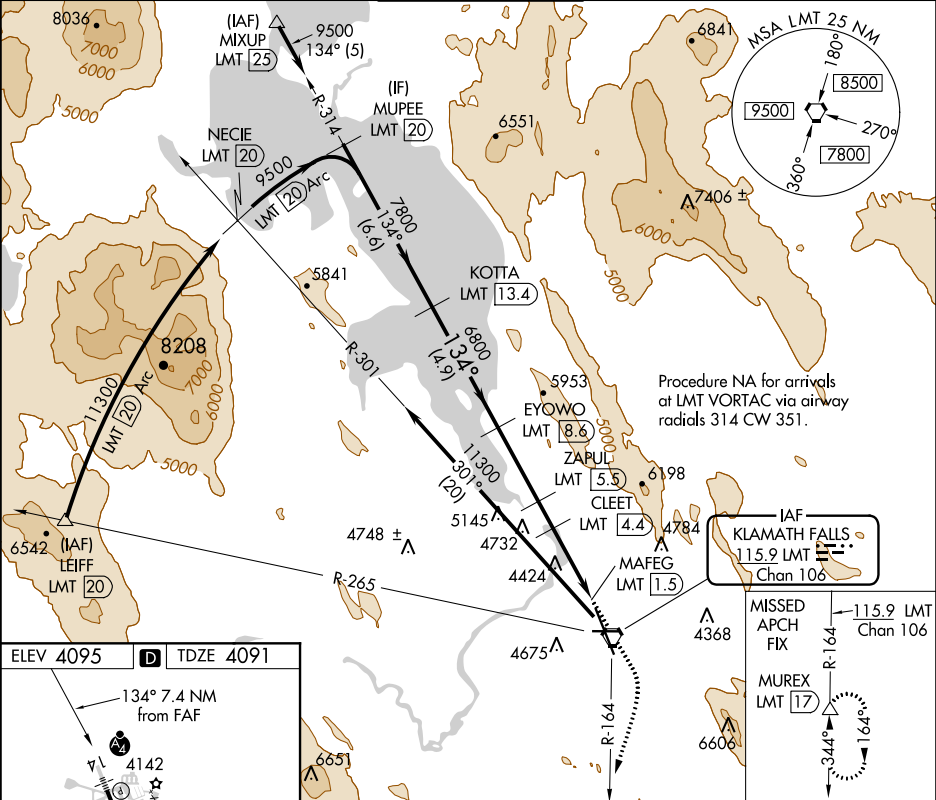 8036
7000
6000
5000
(IAF)
MIXUP
LMT 25
9500
134° (5)
R-314
(IF)
MUPEE
LMT 20
NECIE
LMT 20
9500
LMT 20 Arc
6551
6841
MSA LMT 25 NM
180°
8500
9500
270°
7800
360°
7406 ±
6000
5000
7800
134°
(6.6)
5841
KOTTA
LMT 13.4
R-301
6800
134°
(4.9)
8208
7000
6000
5000
11300
LMT 20 Arc
5953
EYOWO
LMT 8.6
5000
Procedure NA for arrivals
at LMT VORTAC via airway
radials 314 CW 351.
11300
301°
(20)
ZAPUL
LMT 5.5
6198
CLEET
LMT 4.4
5145
4732
4784
4748 ±
4424
6542
(IAF)
LEIFF
LMT 20
R-265
MAFEG
LMT 1.5
IAF
KLAMATH FALLS
115.9 LMT
Chan 106
4675
4368
R-164
6606
6651
MISSED
APCH
FIX
115.9 LMT
Chan 106
R-164
MUREX
LMT 17
344°
164°
ELEV 4095
D
TDZE 4091
134° 7.4 NM
from FAF
A4
4142
P